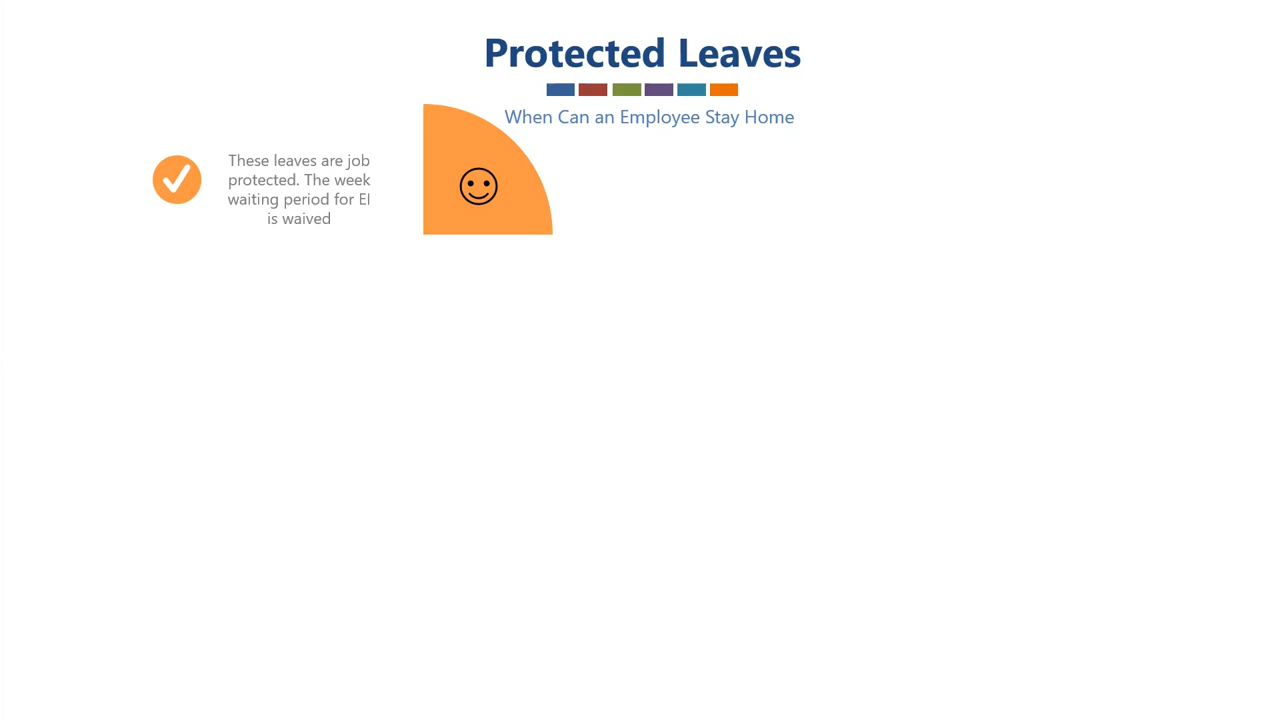 Protected Leaves
When Can an Employee Stay Home
These leaves are job
protected. The week
waiting period for EI
is waived